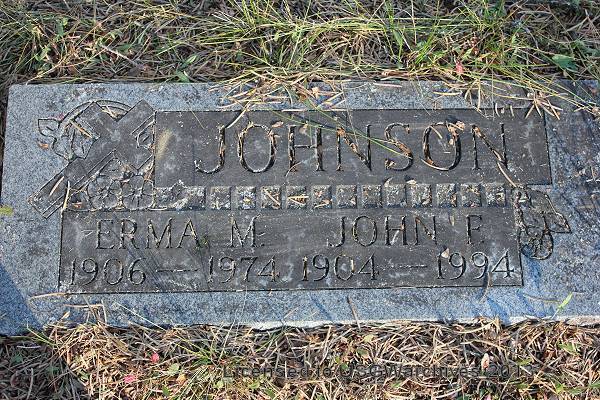 JOHNSON
ERMA M. JOHN F.
1906 — 1974 1904 — 1994